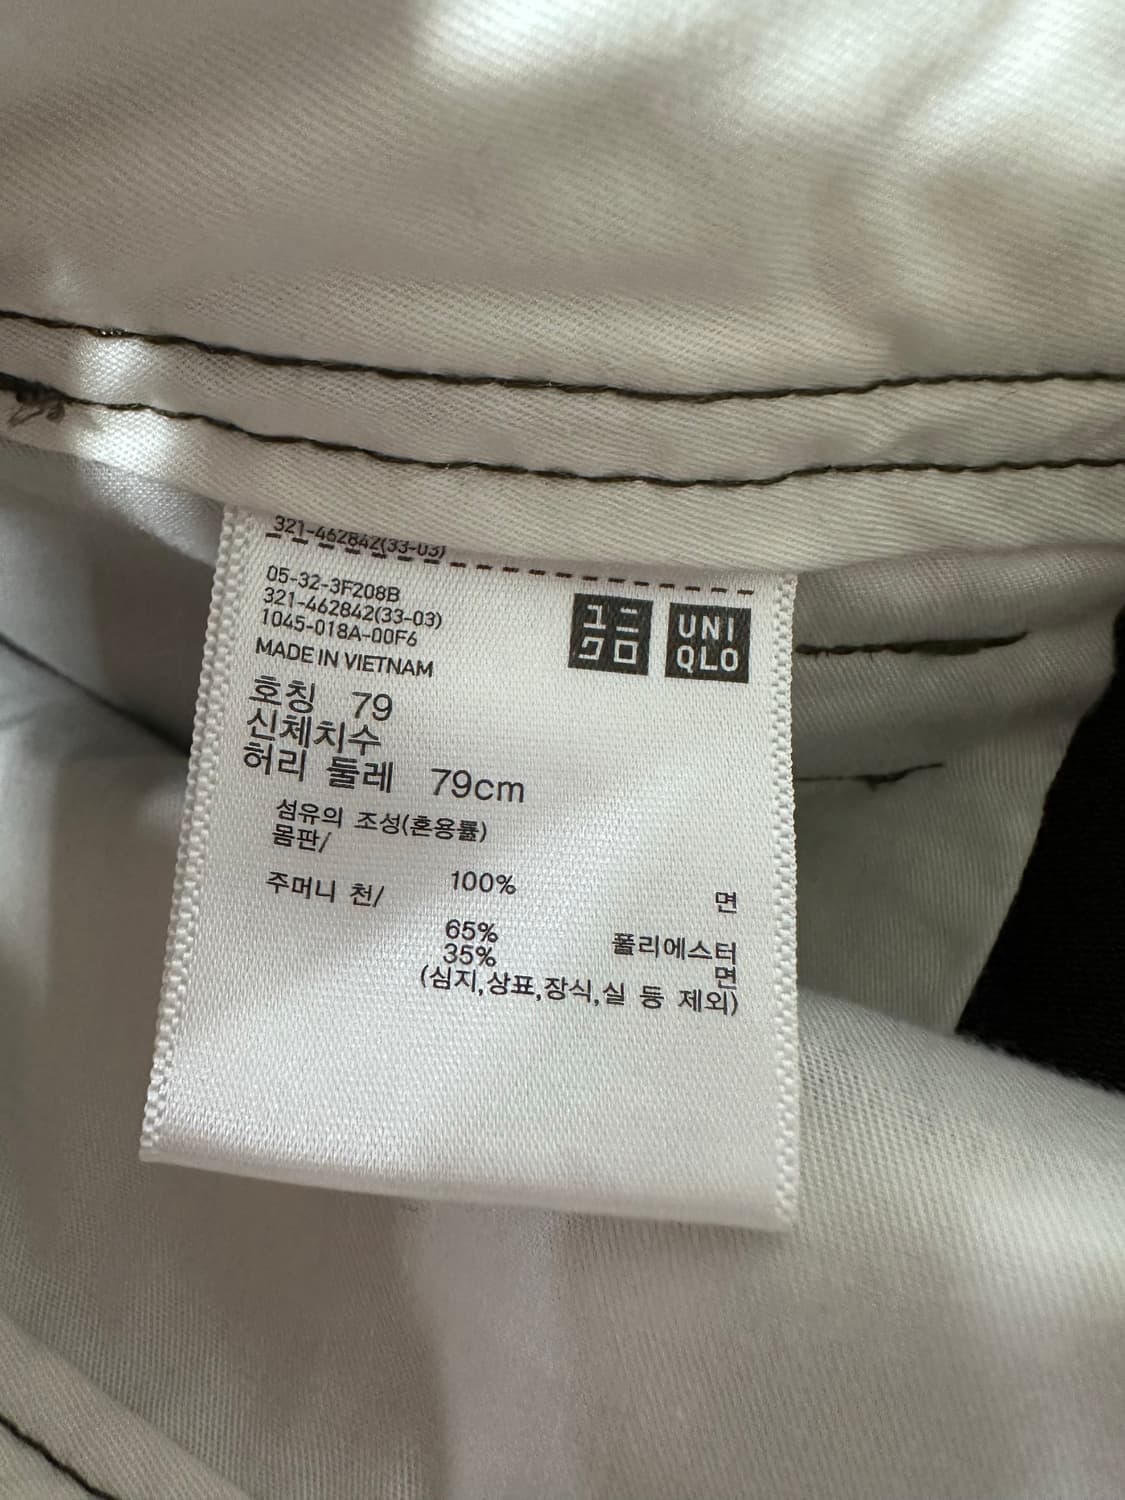 321-462842(33-03)
05-32-3F208B
321-462842(33-03)
1045-018A-00F6
MADE IN VIETNAM
ユニ
クロ
UNI
QLO
호칭 79
신체치수
허리 둘레 79cm
섬유의 조성(혼용률)
몸판/
100% 면
주머니 천/
65% 폴리에스터
35% 면
(심지,상표,장식,실 등 제외)